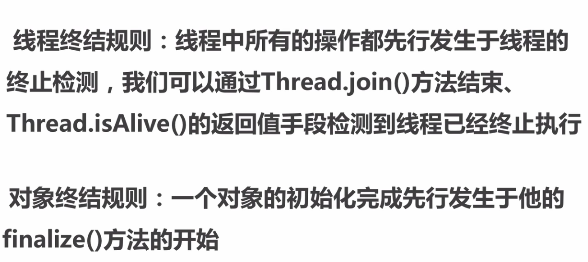 线程终结规则：线程中所有的操作都先行发生于线程的
终止检测，我们可以通过Thread.join()方法结束、
Thread.isAlive()的返回值手段检测到线程已经终止执行
对象终结规则：一个对象的初始化完成先行发生于他的
finalize()方法的开始